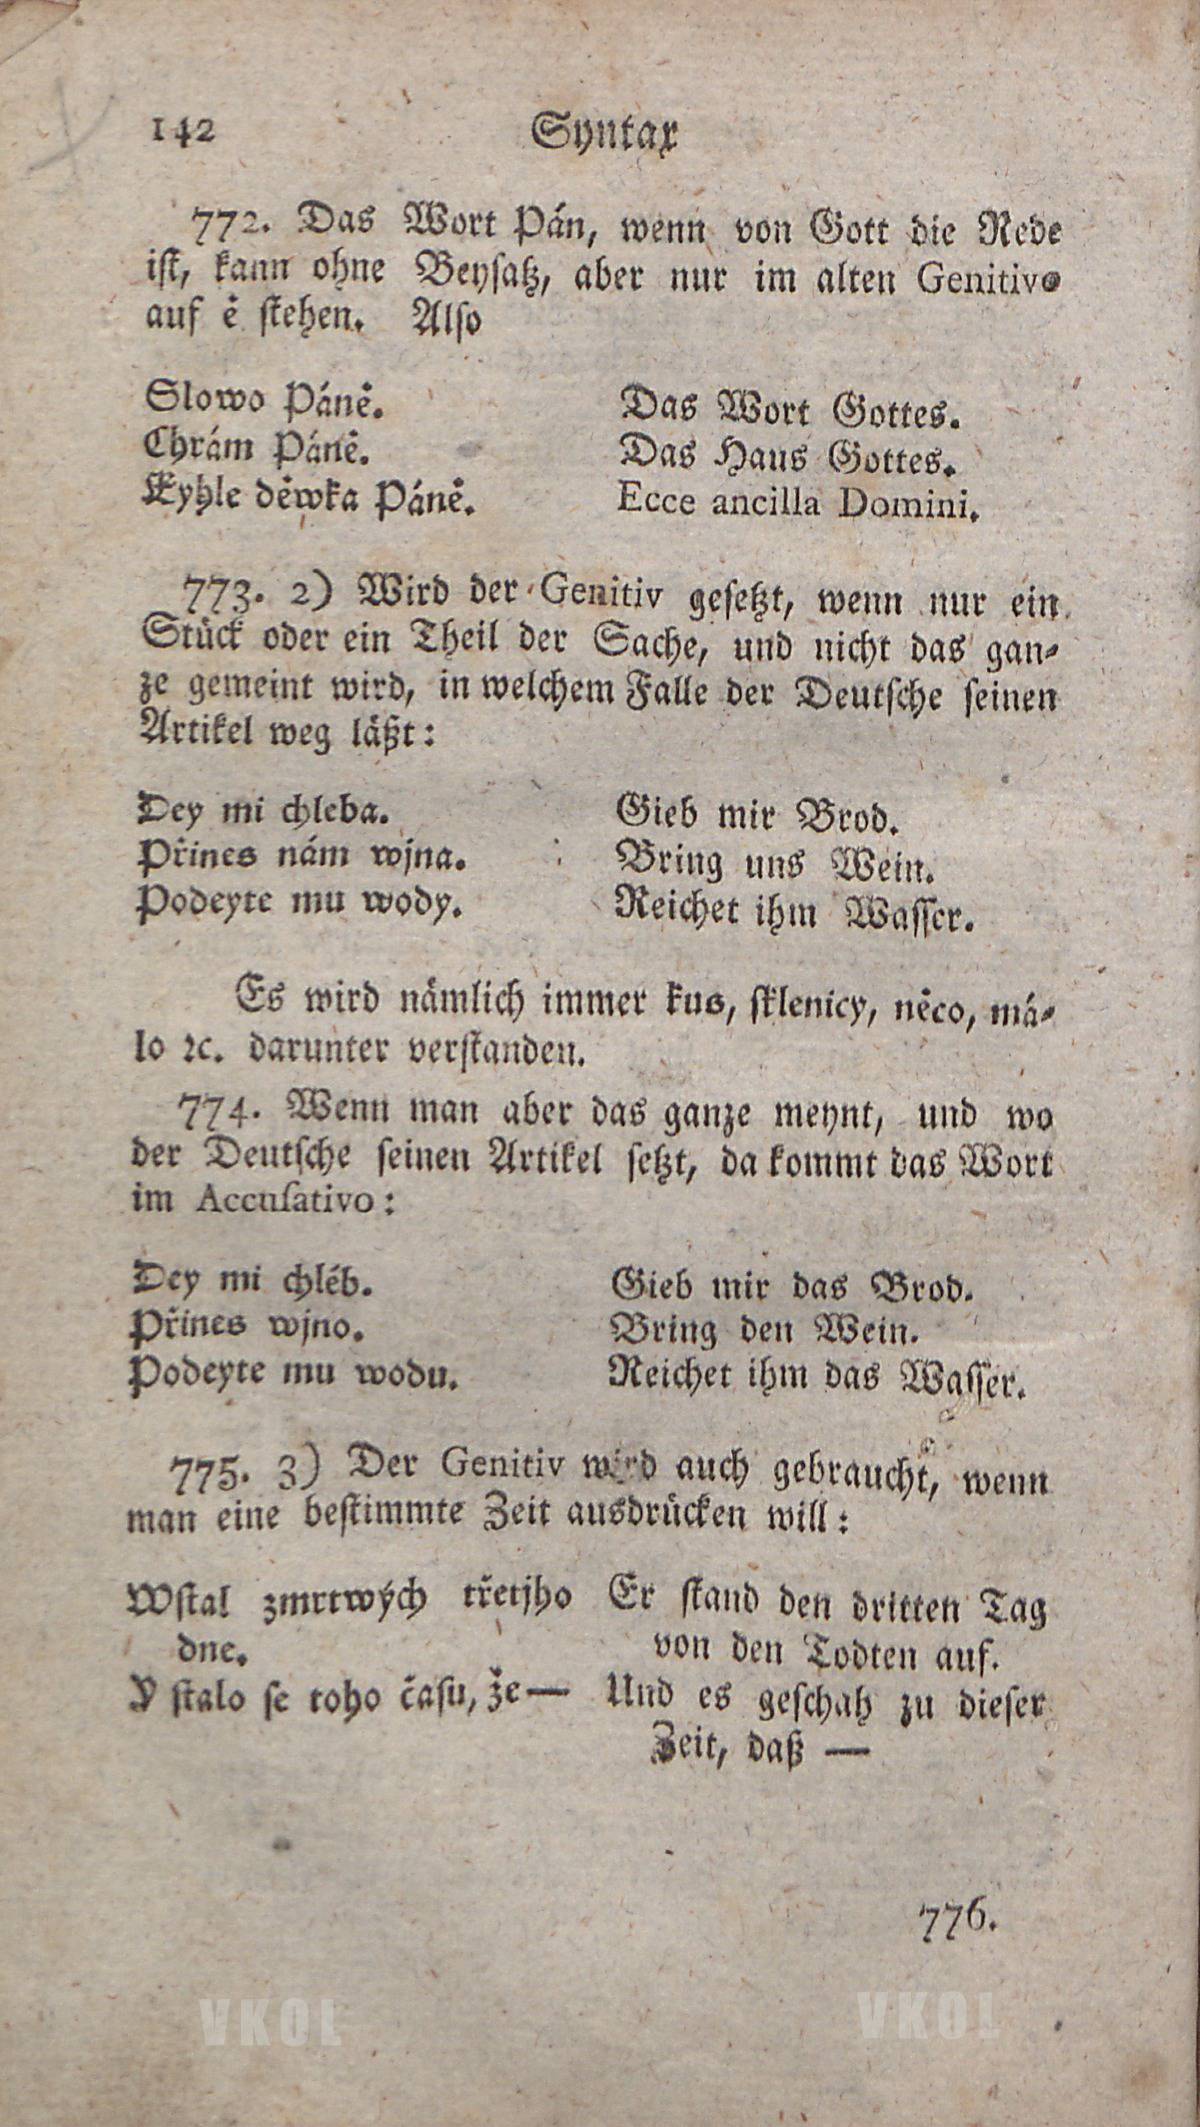 142 Syntax
772. Das Wort Pán, wenn von Gott die Rede
ist, kann ohne Beysatz, aber nur im alten Genitivo
auf ě stehen. Also
Slowo Páně. Das Wort Gottes.
Chrám Páně. Das Haus Gottes.
Eyhle děwka Páně. Ecce ancilla Domini.
773. 2) Wird der Genitiv gesetzt, wenn nur ein
Stück oder ein Theil der Sache, und nicht das gan-
ze gemeint wird, in welchem Falle der Deutsche seinen
Artikel weg läßt:
Dey mi chleba. Gieb mir Brod.
Přines nám wjna. Bring uns Wein.
Podeyte mu wody. Reichet ihm Wasser.
Es wird nämlich immer kus, sklenicy, něco, má-
lo ꝛc. darunter verstanden.
774. Wenn man aber das ganze meynt, und wo
der Deutsche seinen Artikel setzt, da kommt das Wort
im Accusativo:
Dey mi chléb. Gieb mir das Brod.
Přines wjno. Bring den Wein.
Podeyte mu wodu. Reichet ihm das Wasser.
775. 3) Der Genitiv wird auch gebraucht, wenn
man eine bestimmte Zeit ausdrücken will:
Wstal zmrtwých třetjho Er stand den dritten Tag
dne. von den Todten auf.
Y stalo se toho času, že— Und es geschah zu dieser
Zeit, daß —
776.
VKOL VKOL